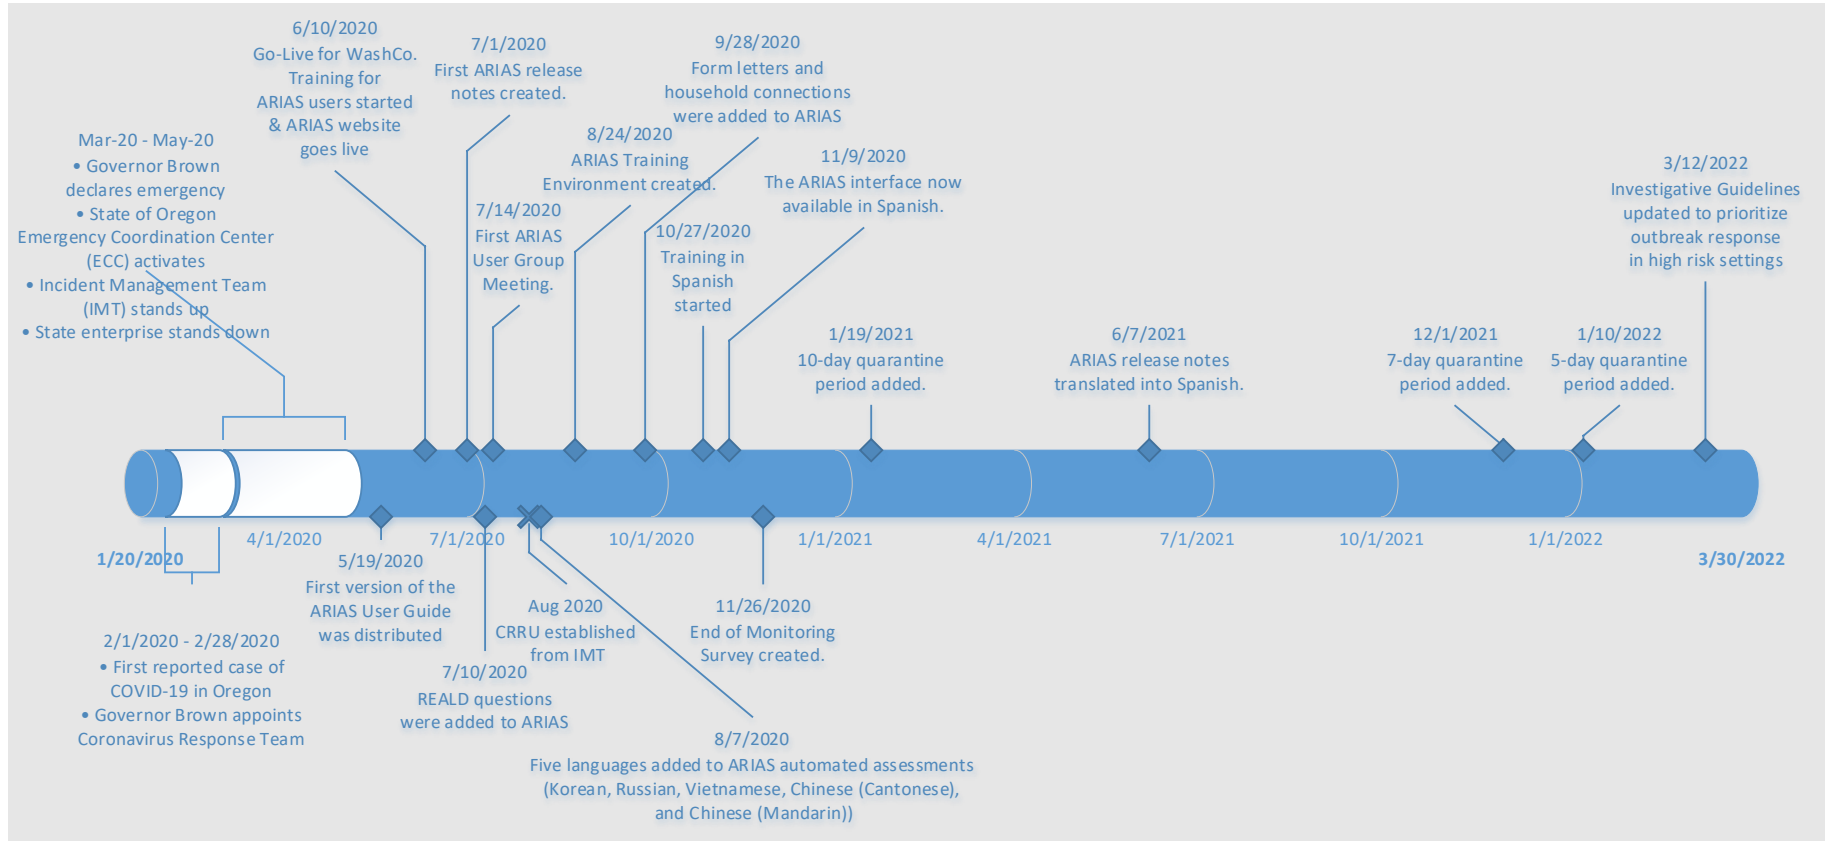 6/10/2020
Go-Live for WashCo.
Training for
ARIAS users started
& ARIAS website
goes live
7/1/2020
First ARIAS release
notes created.
9/28/2020
Form letters and
household connections
were added to ARIAS
Mar-20 - May-20
• Governor Brown
declares emergency
• State of Oregon
Emergency Coordination Center
(ECC) activates
• Incident Management Team
(IMT) stands up
• State enterprise stands down
8/24/2020
ARIAS Training
Environment created.
7/14/2020
First ARIAS
User Group
Meeting.
11/9/2020
The ARIAS interface now
available in Spanish.
10/27/2020
Training in
Spanish
started
3/12/2022
Investigative Guidelines
updated to prioritize
outbreak response
in high risk settings
1/19/2021
10-day quarantine
period added.
6/7/2021
ARIAS release notes
translated into Spanish.
12/1/2021
7-day quarantine
period added.
1/10/2022
5-day quarantine
period added.
1/20/2020
4/1/2020
7/1/2020
10/1/2020
1/1/2021
4/1/2021
7/1/2021
10/1/2021
1/1/2022
3/30/2022
2/1/2020 - 2/28/2020
• First reported case of
COVID-19 in Oregon
• Governor Brown appoints
Coronavirus Response Team
5/19/2020
First version of the
ARIAS User Guide
was distributed
7/10/2020
REALD questions
were added to ARIAS
Aug 2020
CRRU established
from IMT
11/26/2020
End of Monitoring
Survey created.
8/7/2020
Five languages added to ARIAS automated assessments
(Korean, Russian, Vietnamese, Chinese (Cantonese),
and Chinese (Mandarin))